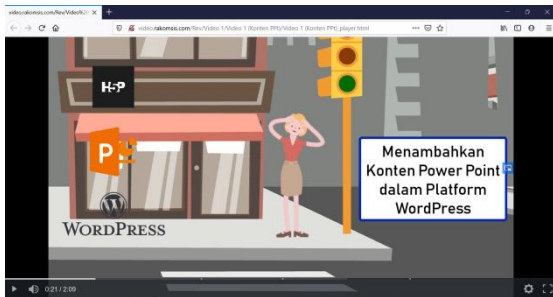 video.rakomsis.com/Rev/Video%20
video.rakomsis.com/Rev/Video 1/Video 1 (Konten PPt)/Video 1 (Konten PPt)_player.html
H-P
P
WORDPRESS
Menambahkan
Konten Power Point
dalam Platform
WordPress
0:21 / 2:09